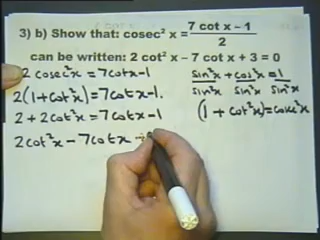 3) b) Show that: cosec² x = (7 cot x − 1)/2
can be written: 2 cot² x − 7 cot x + 3 = 0
2 cosec²x = 7cotx − 1
sin²x/sin²x + cos²x/sin²x = 1/sin²x
2(1+cot²x) = 7cotx − 1.
(1 + cot²x) = cosec²x
2 + 2cot²x = 7cotx − 1
2cot²x − 7cotx +